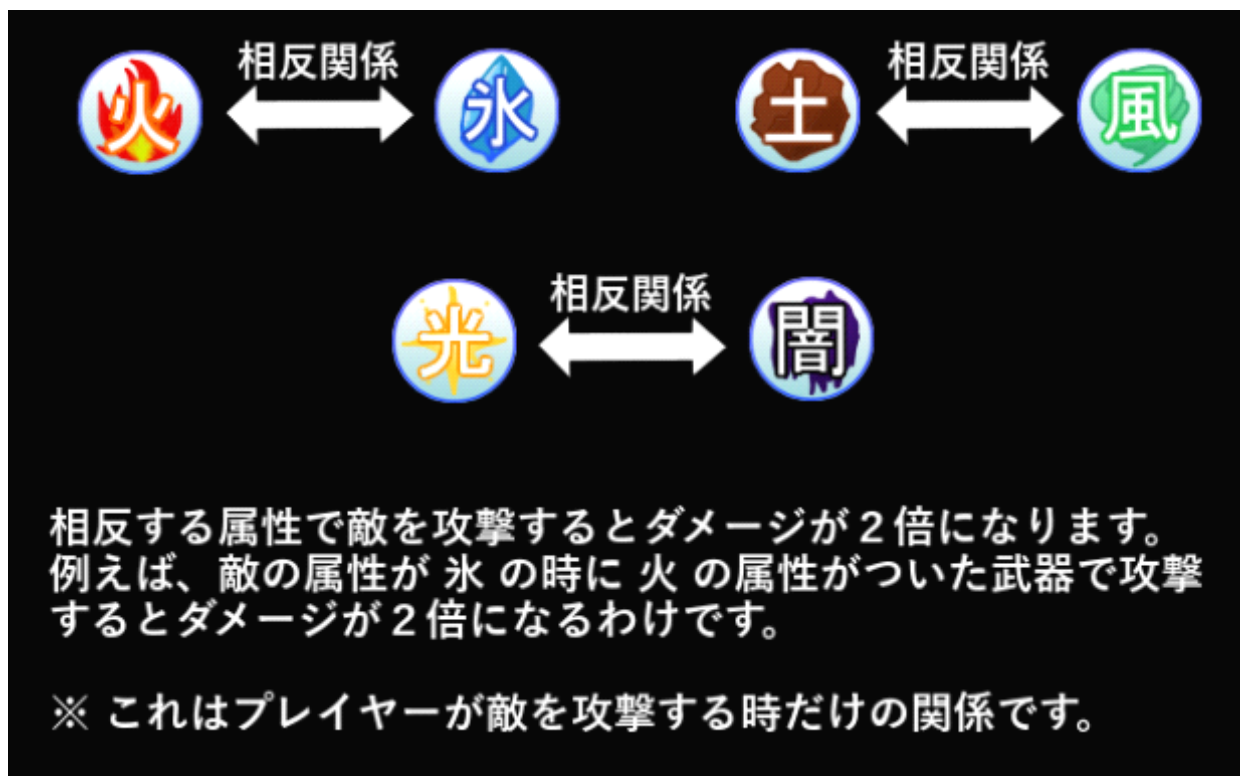 相反関係 相反関係
火 氷 土 風
相反関係
光 闇
相反する属性で敵を攻撃するとダメージが２倍になります。
例えば、敵の属性が 氷 の時に 火 の属性がついた武器で攻撃
するとダメージが２倍になるわけです。
※ これはプレイヤーが敵を攻撃する時だけの関係です。